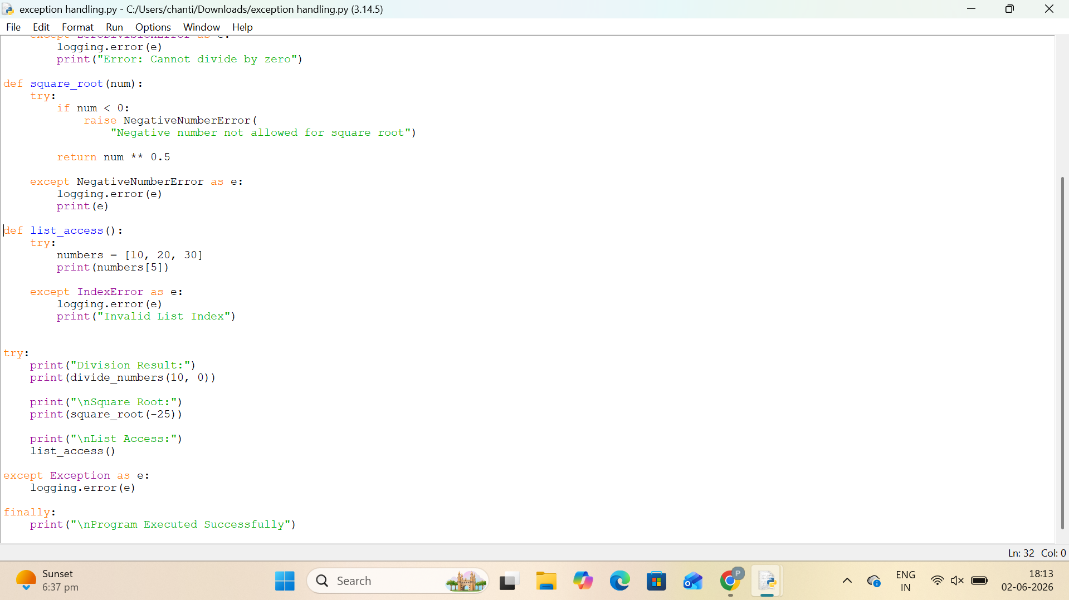 exception handling.py - C:/Users/chanti/Downloads/exception handling.py (3.14.5)
File Edit Format Run Options Window Help
except ZeroDivisionError as e:
        logging.error(e)
        print("Error: Cannot divide by zero")
def square_root(num):
    try:
        if num < 0:
            raise NegativeNumberError(
                "Negative number not allowed for square root")
        return num ** 0.5
    except NegativeNumberError as e:
        logging.error(e)
        print(e)
def list_access():
    try:
        numbers = [10, 20, 30]
        print(numbers[5])
    except IndexError as e:
        logging.error(e)
        print("Invalid List Index")
try:
    print("Division Result:")
    print(divide_numbers(10, 0))
    print("\nSquare Root:")
    print(square_root(-25))
    print("\nList Access:")
    list_access()
except Exception as e:
    logging.error(e)
finally:
    print("\nProgram Executed Successfully")
Ln: 32 Col: 0
Sunset
6:37 pm
Search
P
ENG
IN
18:13
02-06-2026